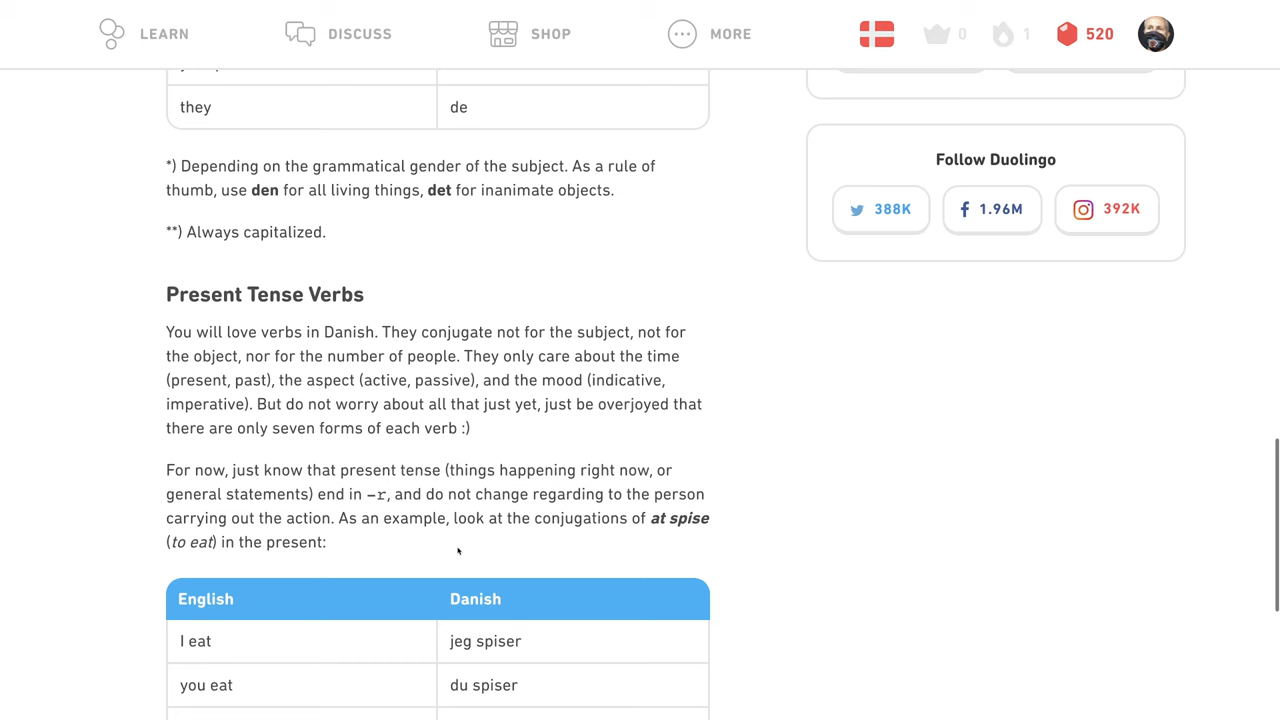 LEARN
DISCUSS
SHOP
MORE
0
1
520
they
de
*) Depending on the grammatical gender of the subject. As a rule of
thumb, use den for all living things, det for inanimate objects.
**) Always capitalized.
Present Tense Verbs
You will love verbs in Danish. They conjugate not for the subject, not for
the object, nor for the number of people. They only care about the time
(present, past), the aspect (active, passive), and the mood (indicative,
imperative). But do not worry about all that just yet, just be overjoyed that
there are only seven forms of each verb :)
For now, just know that present tense (things happening right now, or
general statements) end in -r, and do not change regarding to the person
carrying out the action. As an example, look at the conjugations of at spise
(to eat) in the present:
English
Danish
I eat
jeg spiser
you eat
du spiser
Follow Duolingo
388K
1.96M
392K